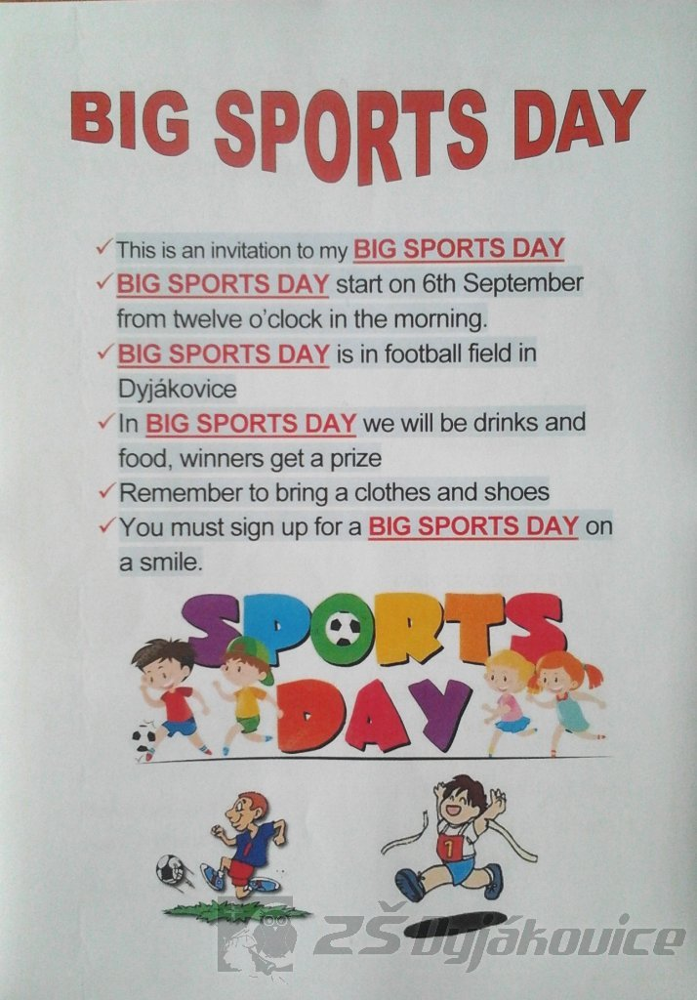 BIG SPORTS DAY
✓This is an invitation to my BIG SPORTS DAY
✓BIG SPORTS DAY start on 6th September
from twelve o'clock in the morning.
✓BIG SPORTS DAY is in football field in
Dyjákovice
✓In BIG SPORTS DAY we will be drinks and
food, winners get a prize
✓Remember to bring a clothes and shoes
✓You must sign up for a BIG SPORTS DAY on
a smile.
SPORTS
DAY
1
ZŠ Dyjákovice